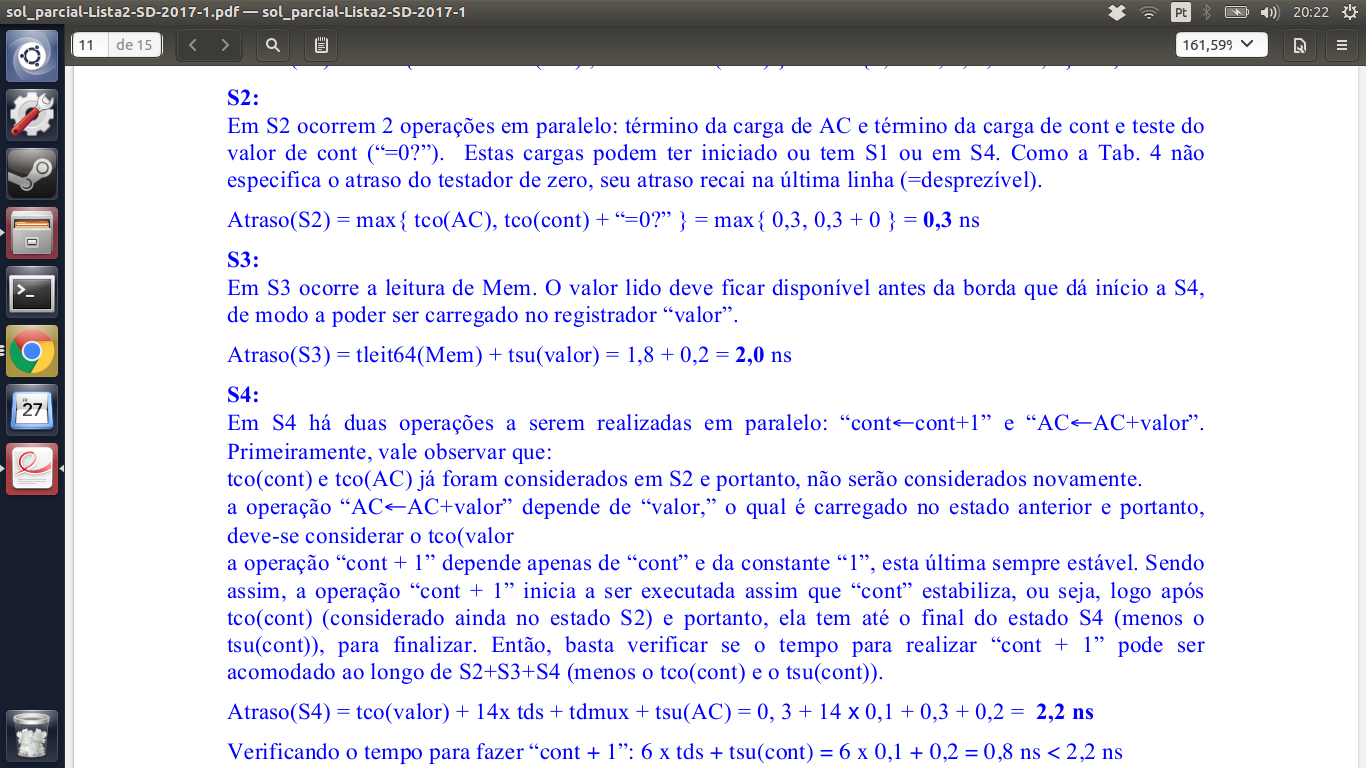 sol_parcial-Lista2-SD-2017-1.pdf — sol_parcial-Lista2-SD-2017-1
Pt
20:22
11 de 15
161,59%
S2:
Em S2 ocorrem 2 operações em paralelo: término da carga de AC e término da carga de cont e teste do
valor de cont (“=0?”). Estas cargas podem ter iniciado ou tem S1 ou em S4. Como a Tab. 4 não
especifica o atraso do testador de zero, seu atraso recai na última linha (=desprezível).
Atraso(S2) = max{ tco(AC), tco(cont) + “=0?” } = max{ 0,3, 0,3 + 0 } = 0,3 ns
S3:
Em S3 ocorre a leitura de Mem. O valor lido deve ficar disponível antes da borda que dá início a S4,
de modo a poder ser carregado no registrador “valor”.
Atraso(S3) = tleit64(Mem) + tsu(valor) = 1,8 + 0,2 = 2,0 ns
S4:
Em S4 há duas operações a serem realizadas em paralelo: “cont←cont+1” e “AC←AC+valor”.
Primeiramente, vale observar que:
tco(cont) e tco(AC) já foram considerados em S2 e portanto, não serão considerados novamente.
a operação “AC←AC+valor” depende de “valor,” o qual é carregado no estado anterior e portanto,
deve-se considerar o tco(valor
a operação “cont + 1” depende apenas de “cont” e da constante “1”, esta última sempre estável. Sendo
assim, a operação “cont + 1” inicia a ser executada assim que “cont” estabiliza, ou seja, logo após
tco(cont) (considerado ainda no estado S2) e portanto, ela tem até o final do estado S4 (menos o
tsu(cont)), para finalizar. Então, basta verificar se o tempo para realizar “cont + 1” pode ser
acomodado ao longo de S2+S3+S4 (menos o tco(cont) e o tsu(cont)).
Atraso(S4) = tco(valor) + 14x tds + tdmux + tsu(AC) = 0, 3 + 14 x 0,1 + 0,3 + 0,2 = 2,2 ns
Verificando o tempo para fazer “cont + 1”: 6 x tds + tsu(cont) = 6 x 0,1 + 0,2 = 0,8 ns < 2,2 ns
27